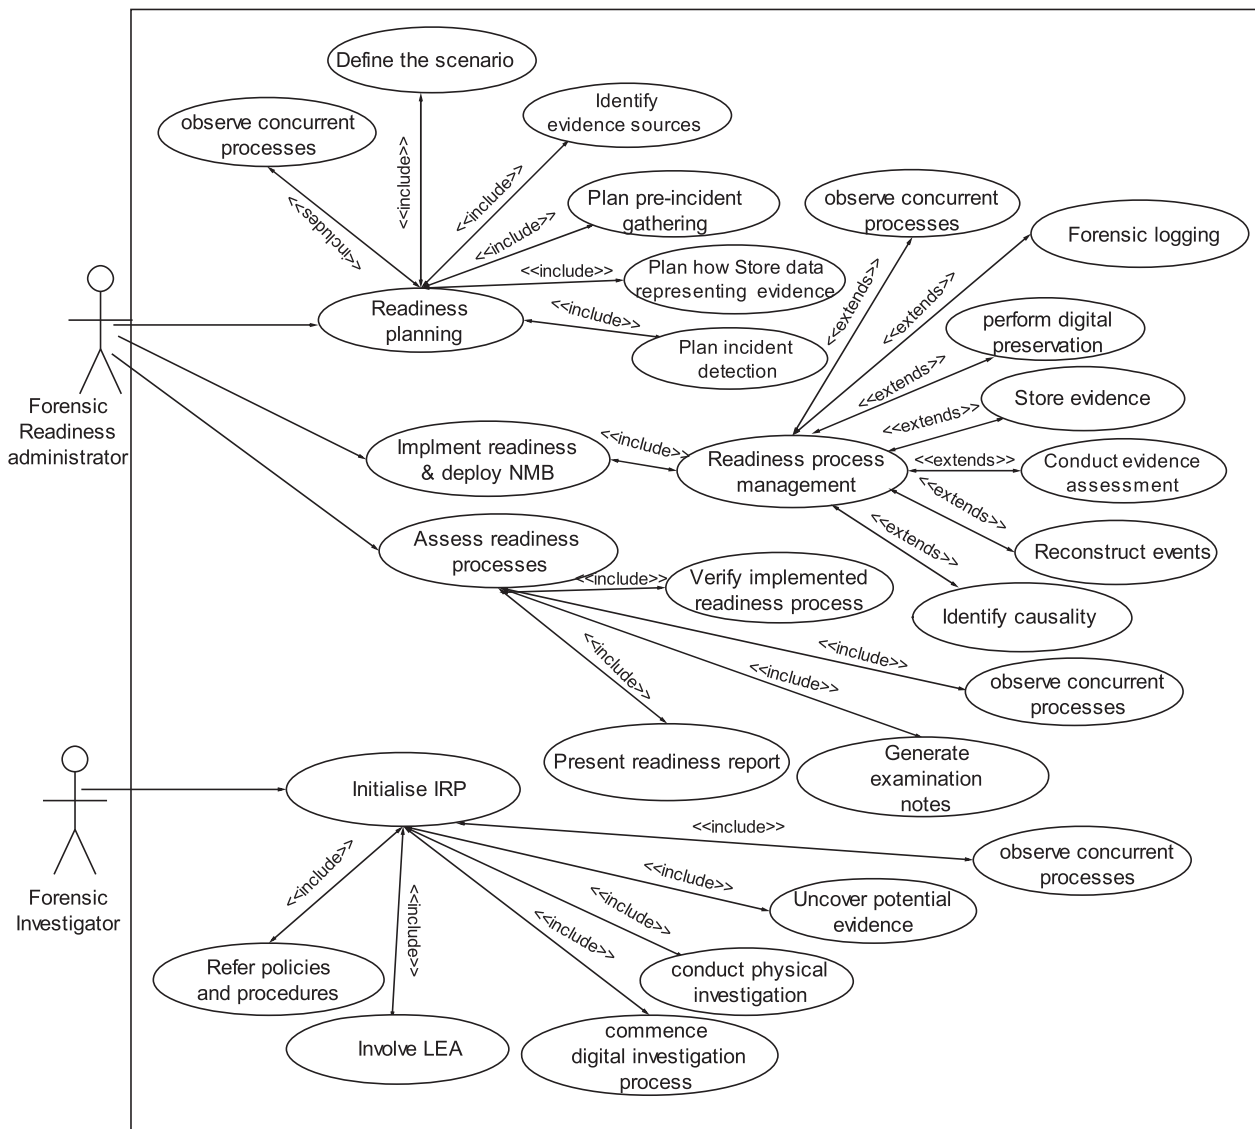 Define the scenario
Identify
evidence sources
observe concurrent
processes
<<include>>
<<include>>
<<includes>>
Plan pre-incident
gathering
<<include>>
observe concurrent
processes
Forensic logging
<<include>>
Plan how Store data
representing evidence
<<extends>>
<<extends>>
Readiness
planning
<<include>>
Plan incident
detection
perform digital
preservation
<<extends>>
Forensic
Readiness
administrator
Store evidence
<<extends>>
Implment readiness
& deploy NMB
<<include>>
Readiness process
management
<<extends>>
Conduct evidence
assessment
<<extends>>
Reconstruct events
<<extends>>
Identify causality
Assess readiness
processes
<<include>>
Verify implemented
readiness process
<<include>>
<<include>>
observe concurrent
processes
<<include>>
Present readiness report
Generate
examination
notes
Forensic
Investigator
Initialise IRP
<<include>>
observe concurrent
processes
<<include>>
Uncover potential
evidence
<<include>>
conduct physical
investigation
<<include>>
commence
digital investigation
process
<<include>>
Involve LEA
<<include>>
Refer policies
and procedures